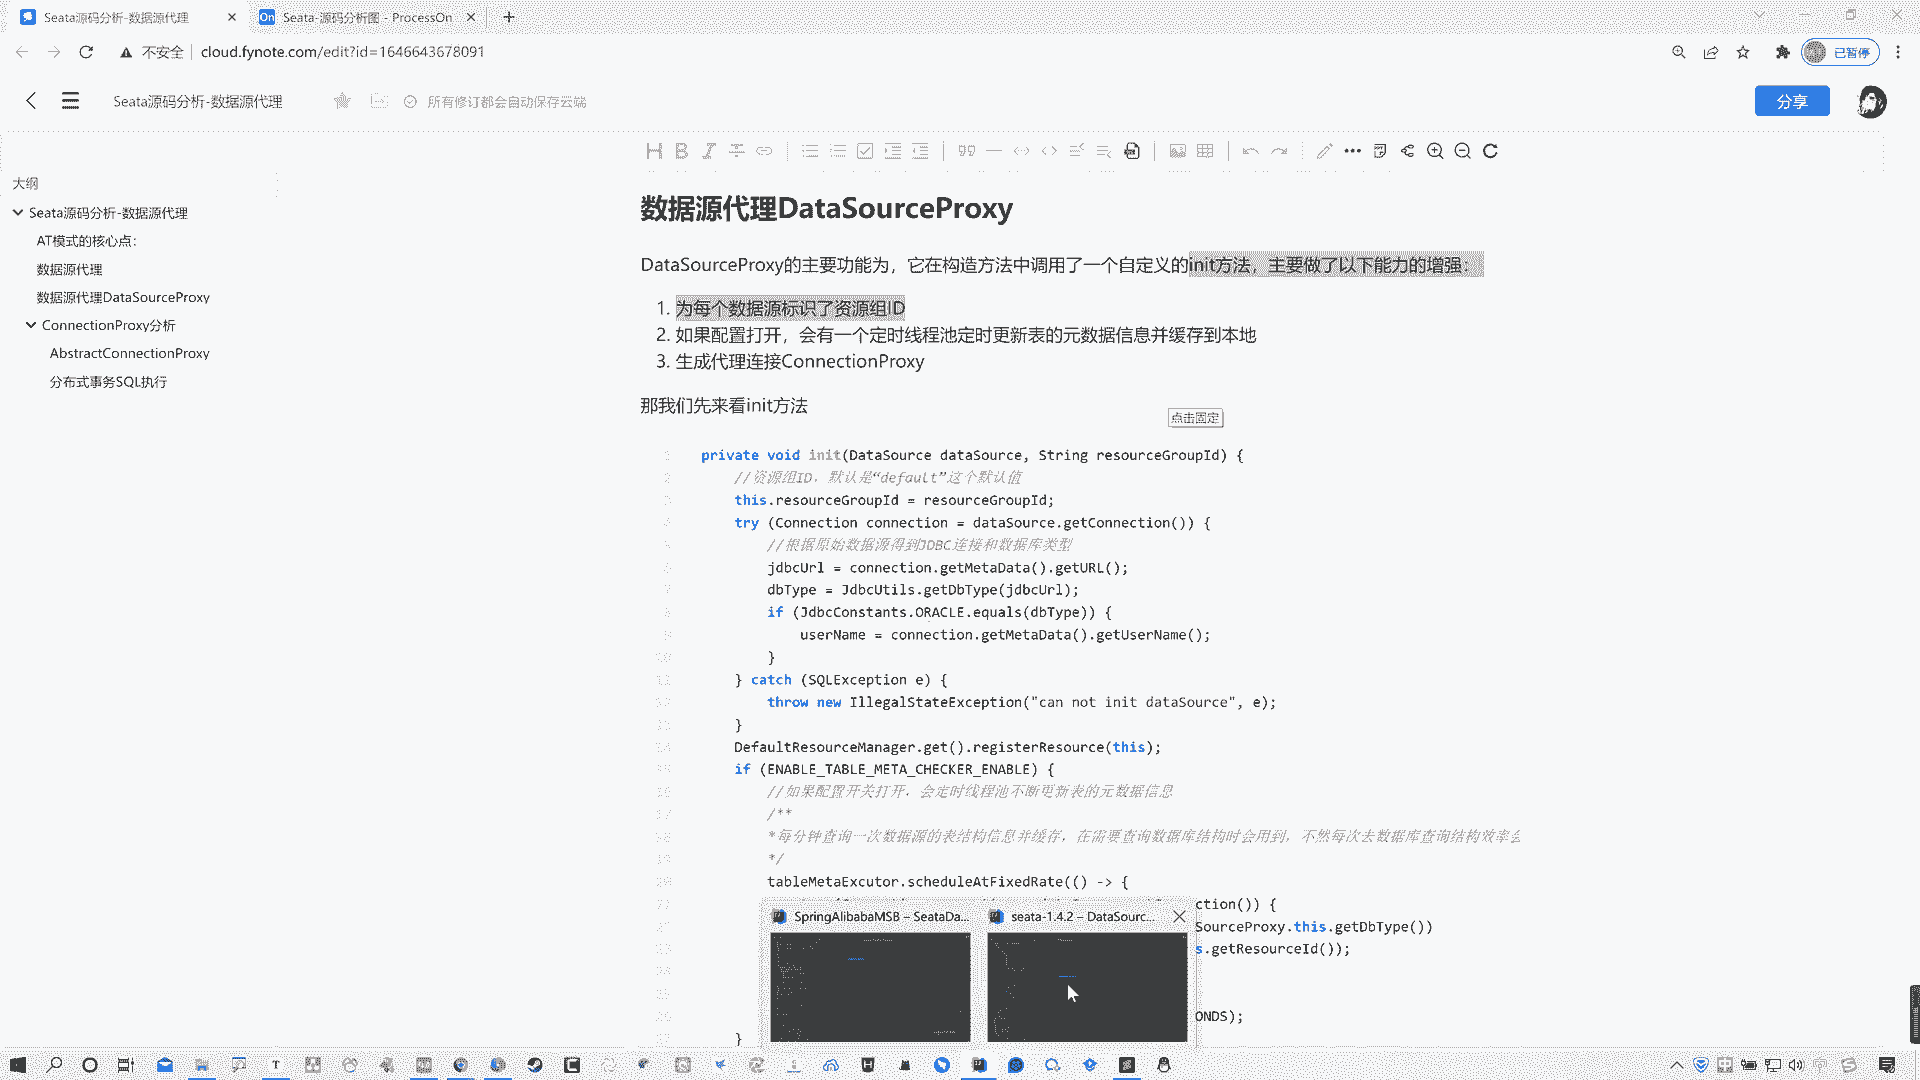 Seata源码分析-数据源代理
Seata-源码分析图 - ProcessOn
不安全
cloud.fynote.com/edit?id=1646643678091
已暂停
Seata源码分析-数据源代理
所有修订都会自动保存云端
分享
大纲
Seata源码分析-数据源代理
AT模式的核心点：
数据源代理
数据源代理DataSourceProxy
ConnectionProxy分析
AbstractConnectionProxy
分布式事务SQL执行
数据源代理DataSourceProxy
DataSourceProxy的主要功能为，它在构造方法中调用了一个自定义的init方法，主要做了以下能力的增强：
1. 为每个数据源标识了资源组ID
2. 如果配置打开，会有一个定时线程池定时更新表的元数据信息并缓存到本地
3. 生成代理连接ConnectionProxy
那我们先来看init方法
点击固定
private void init(DataSource dataSource, String resourceGroupId) {
//资源组ID，默认是“default”这个默认值
this.resourceGroupId = resourceGroupId;
try (Connection connection = dataSource.getConnection()) {
//根据原始数据源得到JDBC连接和数据库类型
jdbcUrl = connection.getMetaData().getURL();
dbType = JdbcUtils.getDbType(jdbcUrl);
if (JdbcConstants.ORACLE.equals(dbType)) {
userName = connection.getMetaData().getUserName();
}
} catch (SQLException e) {
throw new IllegalStateException("can not init dataSource", e);
}
DefaultResourceManager.get().registerResource(this);
if (ENABLE_TABLE_META_CHECKER_ENABLE) {
//如果配置开关打开，会定时线程池不断更新表的元数据信息
/**
*每分钟查询一次数据源的表结构信息并缓存，在需要查询数据库结构时会用到，不然每次去数据库查询结构效率会
*/
tableMetaExcutor.scheduleAtFixedRate(() -> {
ction()) {
SourceProxy.this.getDbType())
s.getResourceId());
ONDS);
}
SpringAlibabaMSB – SeataDa...
seata-1.4.2 – DataSourc...